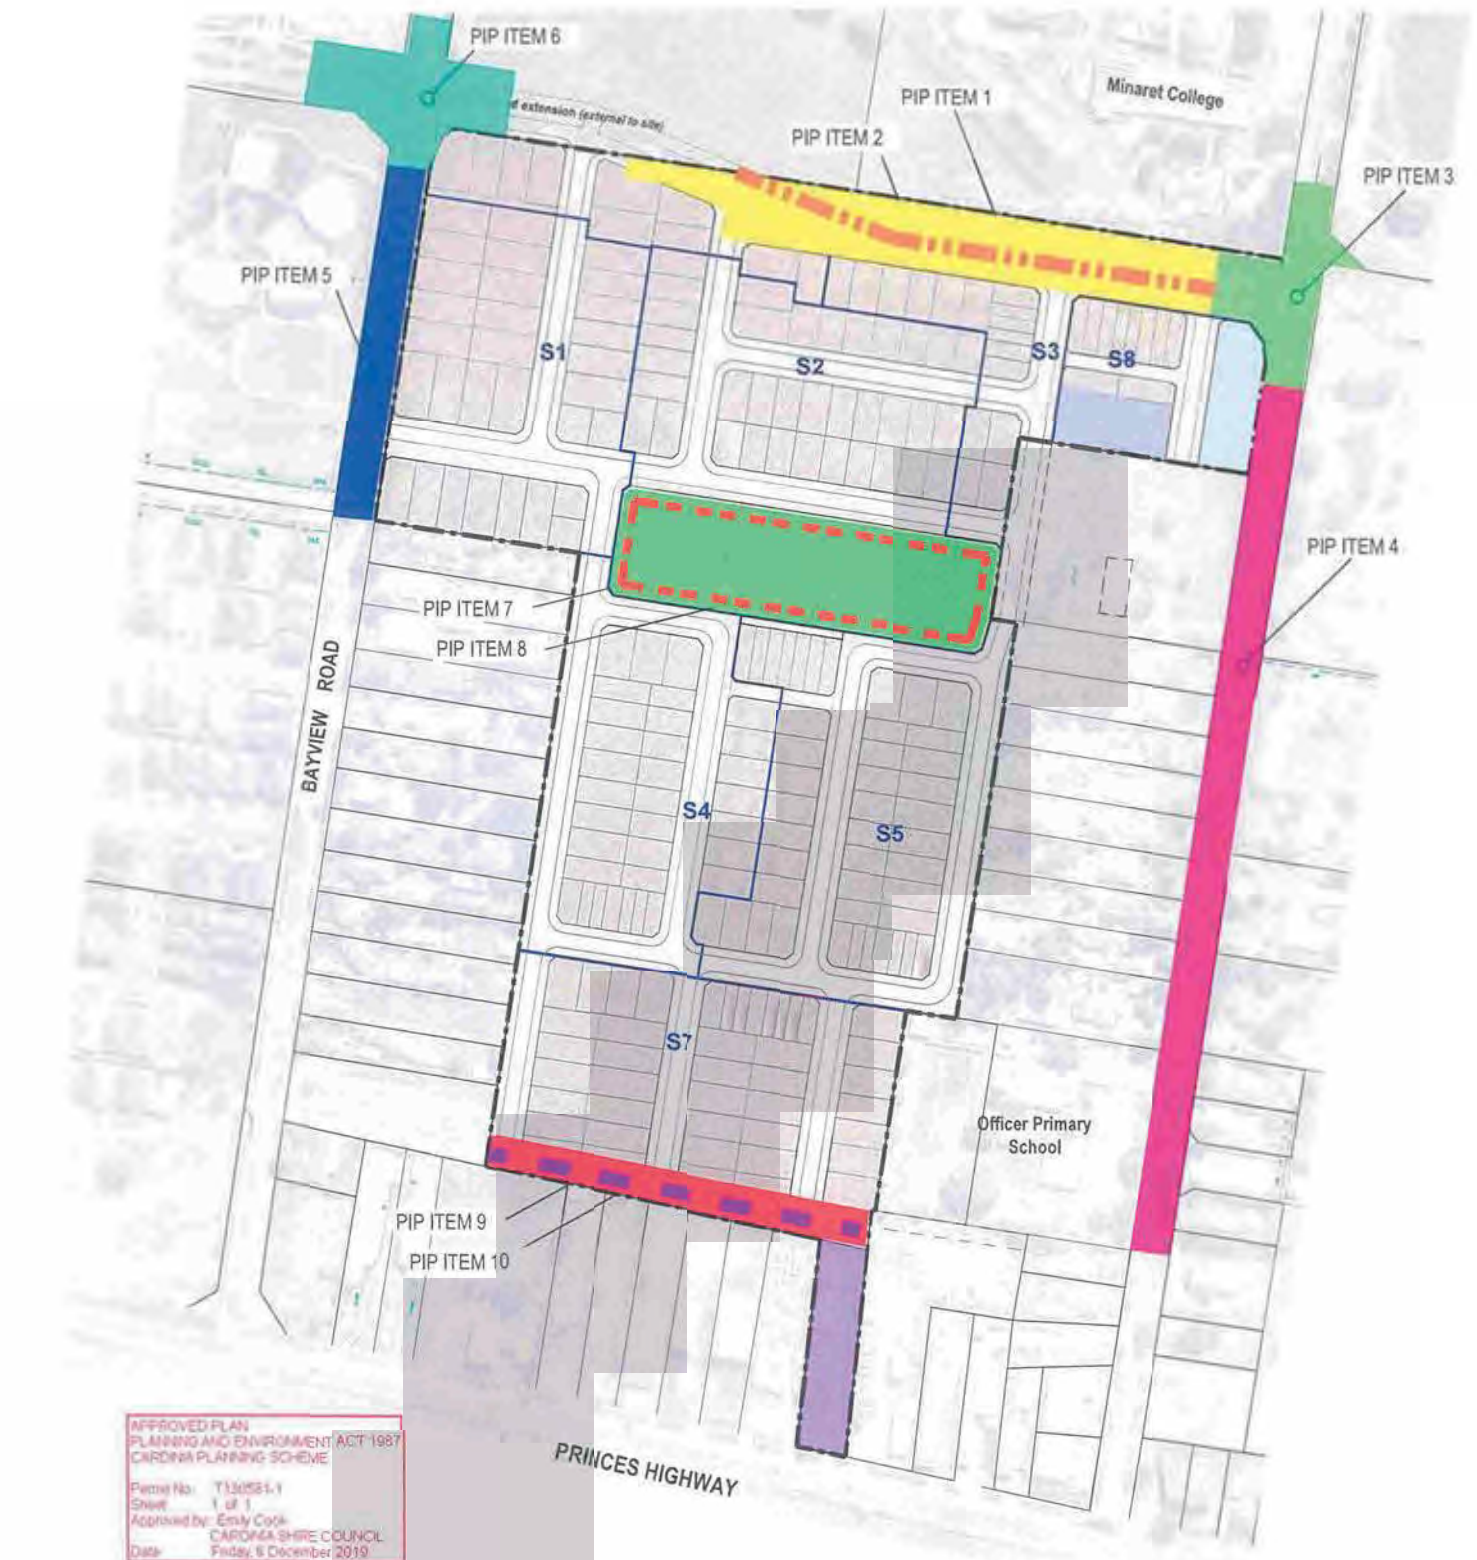 PIP ITEM 6
PIP ITEM 1
Minaret College
extension (external to site)
PIP ITEM 2
PIP ITEM 3
PIP ITEM 5
S1
S2
S3
S8
PIP ITEM 4
PIP ITEM 7
PIP ITEM 8
BAYVIEW ROAD
S4
S5
S7
Officer Primary
School
PIP ITEM 9
PIP ITEM 10
PRINCES HIGHWAY
APPROVED PLAN
PLANNING AND ENVIRONMENT ACT 1987
CARDINIA PLANNING SCHEME
Permit No: T130581-1
Sheet 1 of 1
Approved by: Emily Cook
CARDINIA SHIRE COUNCIL
Date: Friday, 6 December 2019